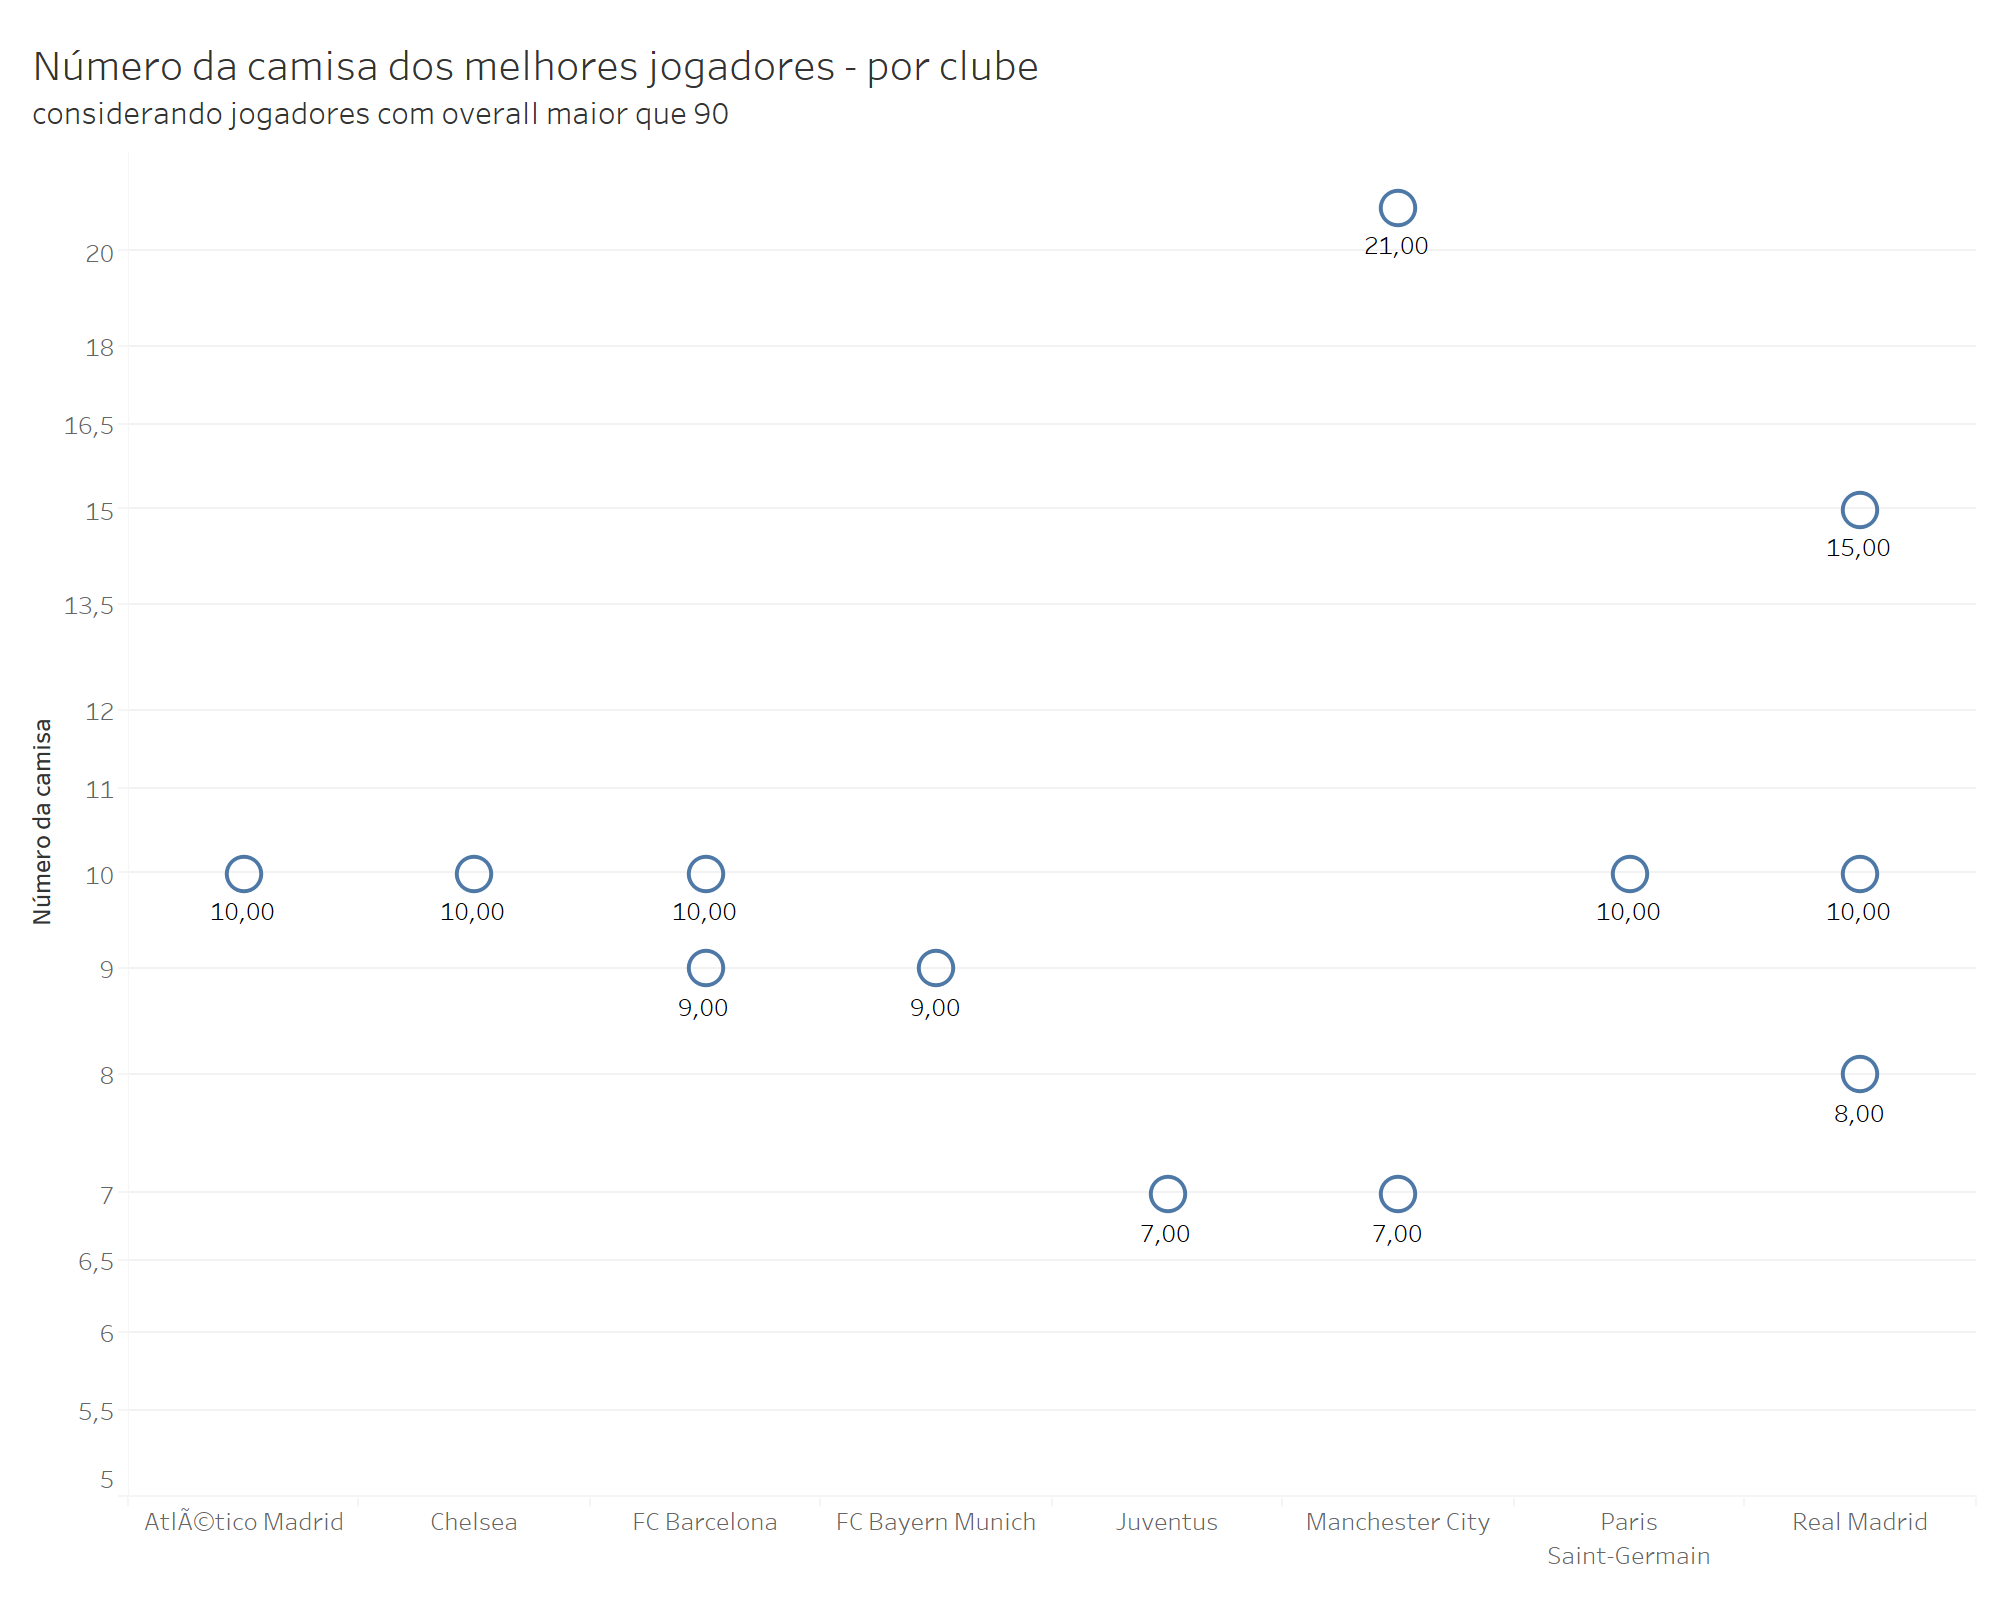 Número da camisa dos melhores jogadores - por clube
considerando jogadores com overall maior que 90
Número da camisa
20
18
16,5
15
13,5
12
11
10
9
8
7
6,5
6
5,5
5
21,00
15,00
10,00
10,00
10,00
10,00
10,00
9,00
9,00
8,00
7,00
7,00
AtlÃ©tico Madrid
Chelsea
FC Barcelona
FC Bayern Munich
Juventus
Manchester City
Paris
Saint-Germain
Real Madrid